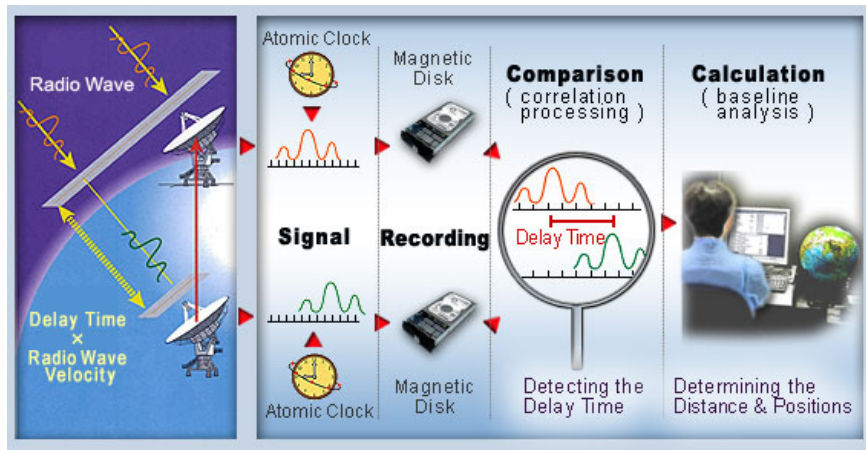 Radio Wave
Delay Time
×
Radio Wave
Velocity
Atomic Clock
Signal
Atomic Clock
Magnetic
Disk
Recording
Magnetic
Disk
Comparison
( correlation
processing )
Delay Time
Detecting the
Delay Time
Calculation
( baseline
analysis )
Determining the
Distance & Positions